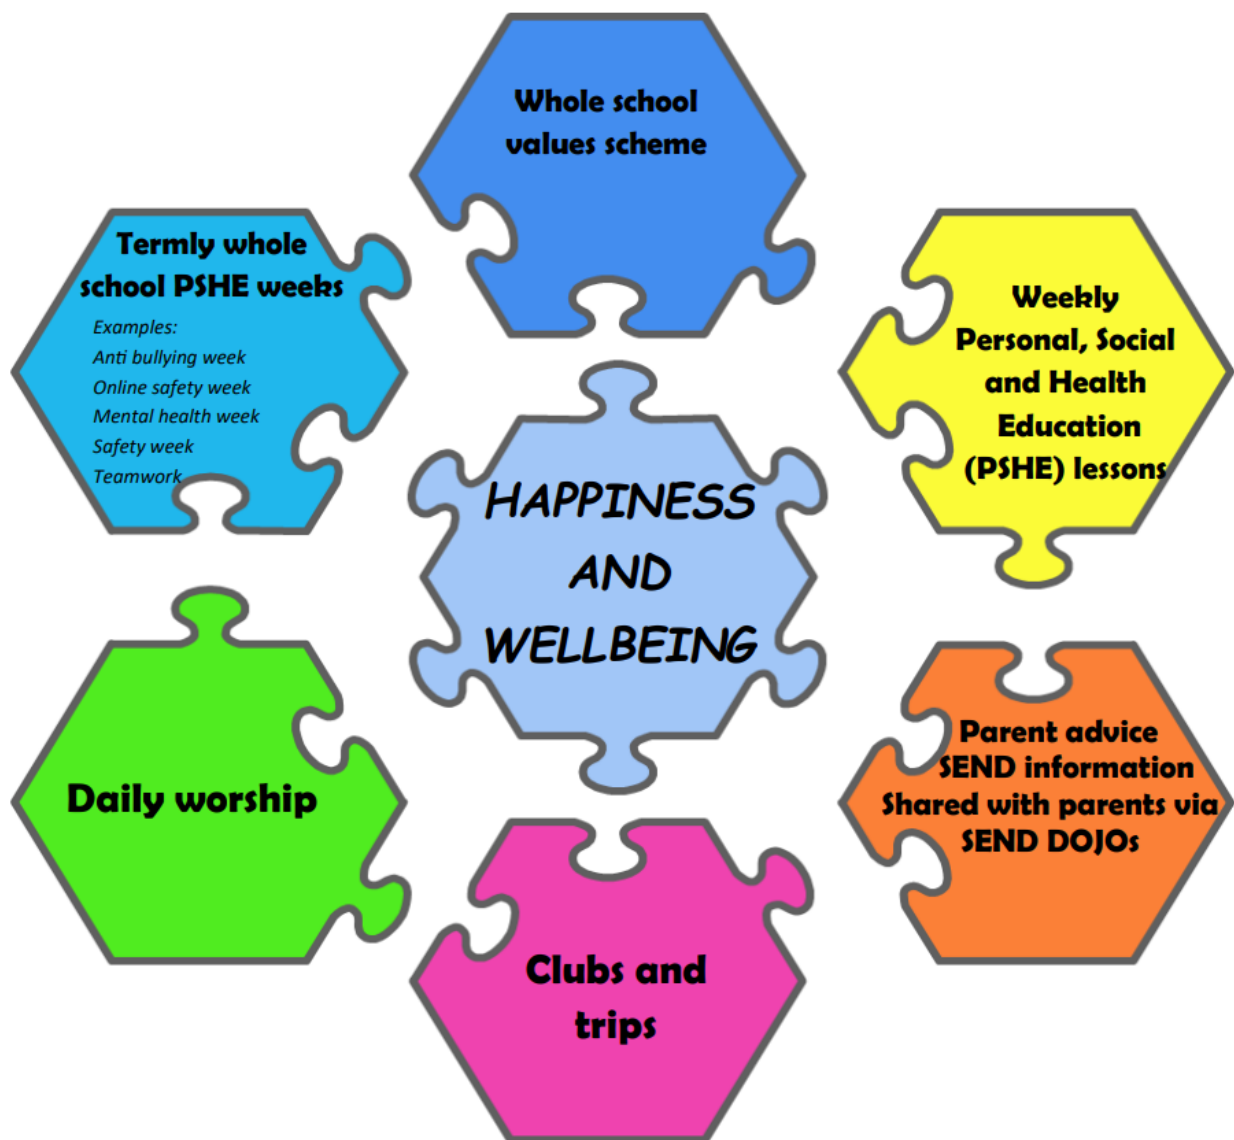 Whole school
values scheme
Termly whole
school PSHE weeks
Examples:
Anti bullying week
Online safety week
Mental health week
Safety week
Teamwork
Weekly
Personal, Social
and Health
Education
(PSHE) lessons
HAPPINESS
AND
WELLBEING
Daily worship
Parent advice
SEND information
Shared with parents via
SEND DOJOs
Clubs and
trips